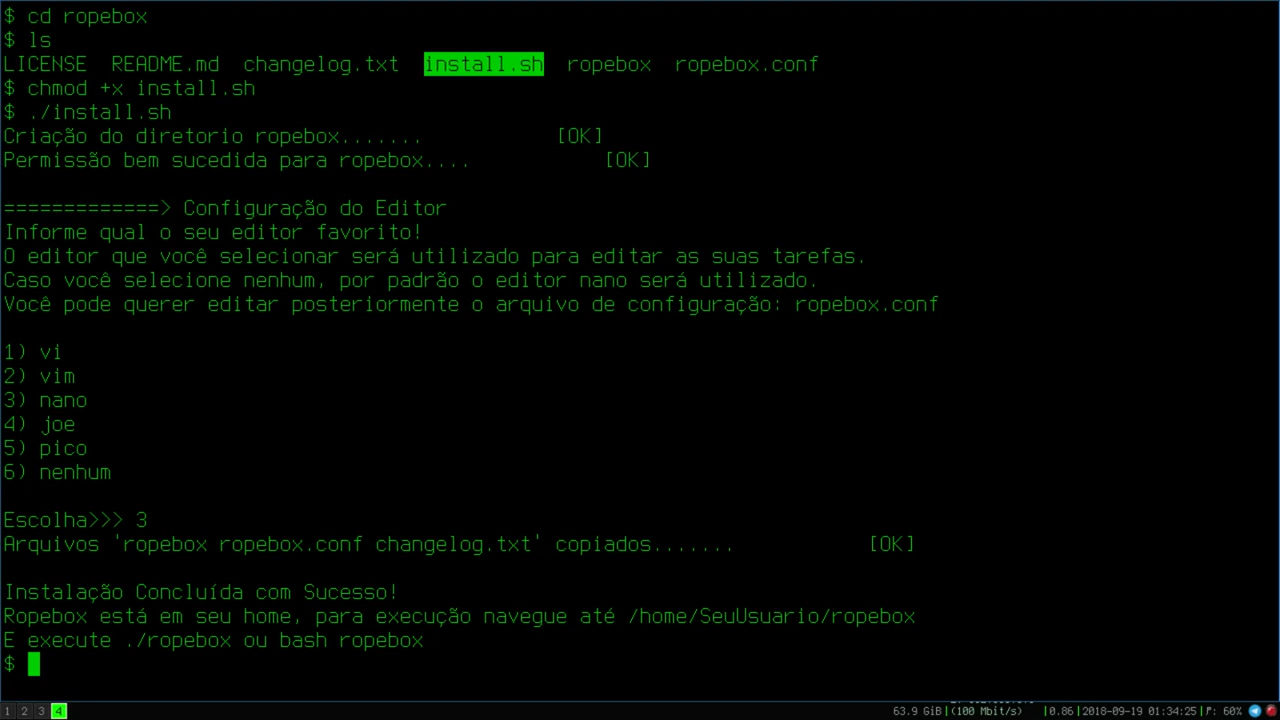 $ cd ropebox
$ ls
LICENSE  README.md  changelog.txt  install.sh  ropebox  ropebox.conf
$ chmod +x install.sh
$ ./install.sh
Criação do diretorio ropebox.......            [OK]
Permissão bem sucedida para ropebox....            [OK]
=============> Configuração do Editor
Informe qual o seu editor favorito!
O editor que você selecionar será utilizado para editar as suas tarefas.
Caso você selecione nenhum, por padrão o editor nano será utilizado.
Você pode querer editar posteriormente o arquivo de configuração: ropebox.conf
1) vi
2) vim
3) nano
4) joe
5) pico
6) nenhum
Escolha>>> 3
Arquivos 'ropebox ropebox.conf changelog.txt' copiados.......            [OK]
Instalação Concluída com Sucesso!
Ropebox está em seu home, para execução navegue até /home/SeuUsuario/ropebox
E execute ./ropebox ou bash ropebox
$
1 2 3 4 63.9 GiB|(100 Mbit/s) |0.86|2018-09-19 01:34:25|: 60%